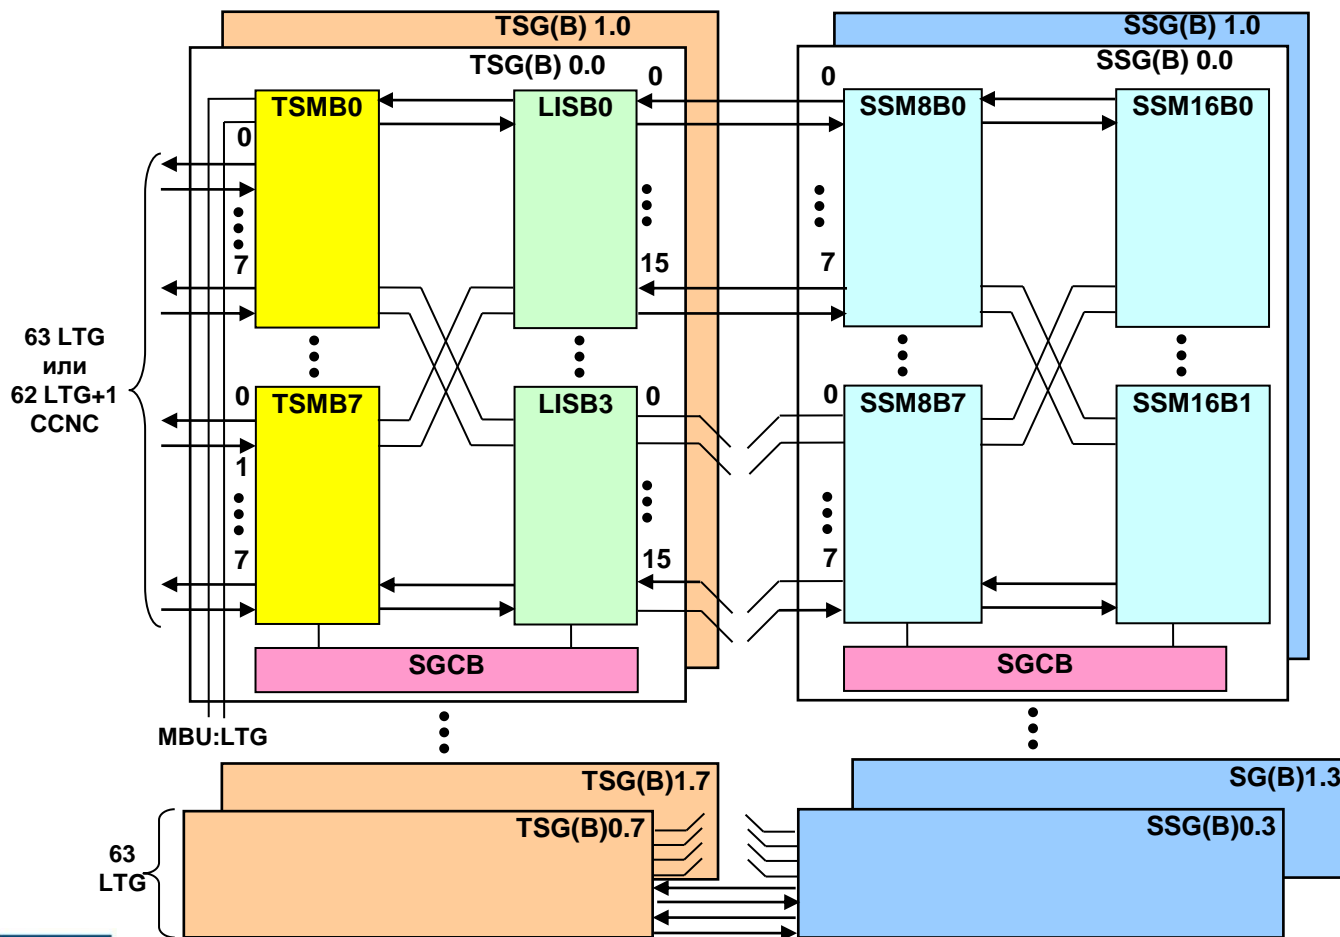 TSG(B) 1.0
SSG(B) 1.0
TSG(B) 0.0
SSG(B) 0.0
0
0
TSMB0
LISB0
SSM8B0
SSM16B0
0
7
15
7
63 LTG
или
62 LTG+1
CCNC
0
TSMB7
LISB3
0
0
SSM8B7
SSM16B1
1
7
15
7
SGCB
SGCB
MBU:LTG
TSG(B)1.7
SG(B)1.3
TSG(B)0.7
SSG(B)0.3
63
LTG